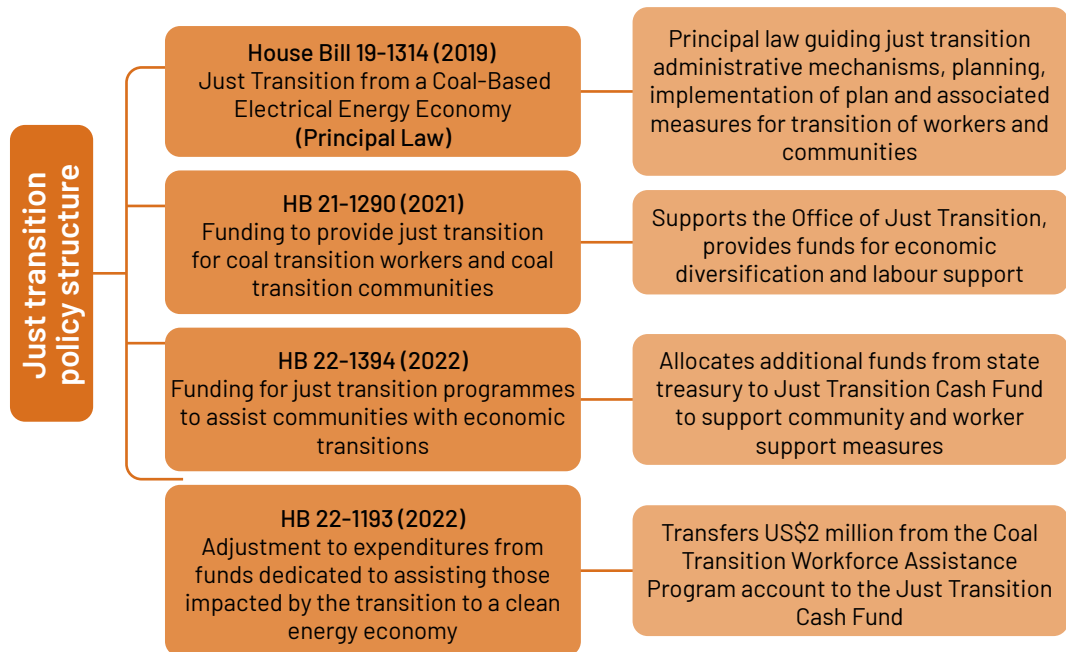 Just transition
policy structure
House Bill 19-1314 (2019)
Just Transition from a Coal-Based
Electrical Energy Economy
(Principal Law)
Principal law guiding just transition
administrative mechanisms, planning,
implementation of plan and associated
measures for transition of workers and
communities
HB 21-1290 (2021)
Funding to provide just transition
for coal transition workers and coal
transition communities
Supports the Office of Just Transition,
provides funds for economic
diversification and labour support
HB 22-1394 (2022)
Funding for just transition programmes
to assist communities with economic
transitions
Allocates additional funds from state
treasury to Just Transition Cash Fund
to support community and worker
support measures
HB 22-1193 (2022)
Adjustment to expenditures from
funds dedicated to assisting those
impacted by the transition to a clean
energy economy
Transfers US$2 million from the Coal
Transition Workforce Assistance
Program account to the Just Transition
Cash Fund